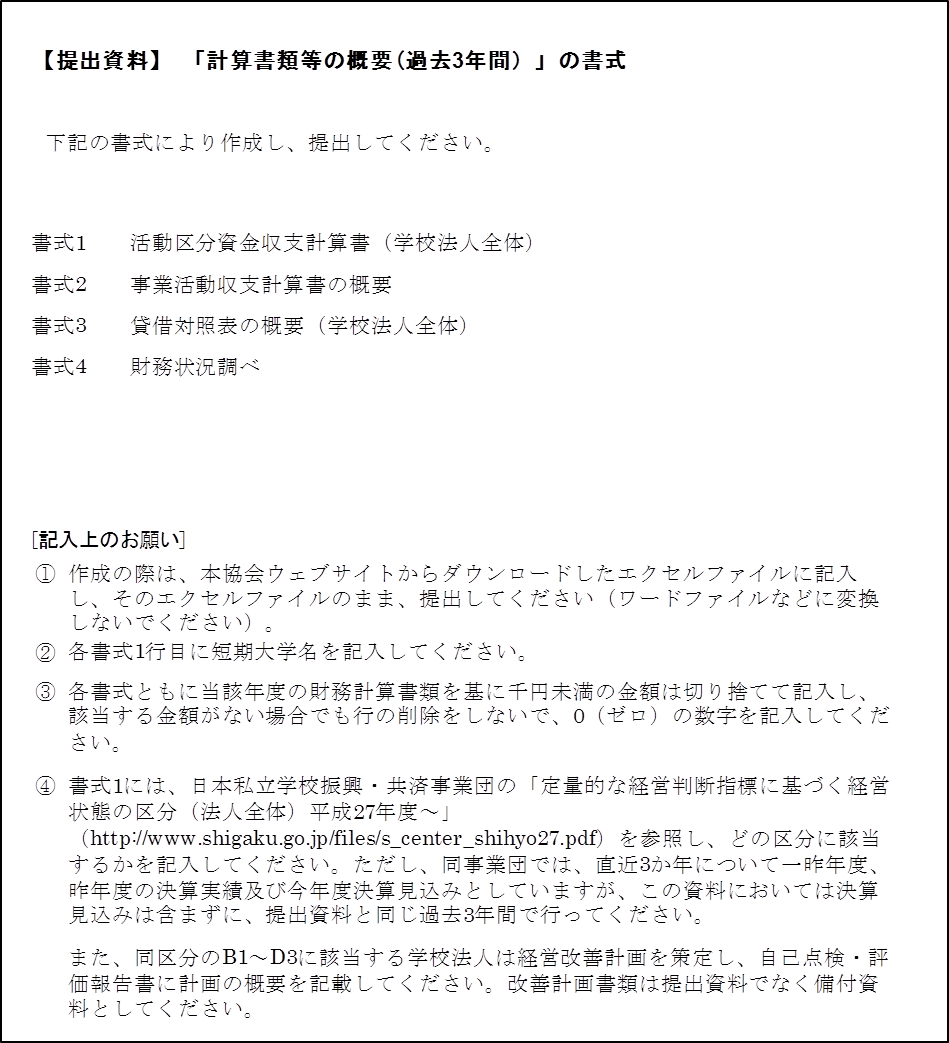 【提出資料】 「計算書類等の概要(過去3年間) 」の書式
下記の書式により作成し、提出してください。
書式1 活動区分資金収支計算書（学校法人全体）
書式2 事業活動収支計算書の概要
書式3 貸借対照表の概要（学校法人全体）
書式4 財務状況調べ
[記入上のお願い]
① 作成の際は、本協会ウェブサイトからダウンロードしたエクセルファイルに記入
し、そのエクセルファイルのまま、提出してください（ワードファイルなどに変換
しないでください）。
② 各書式1行目に短期大学名を記入してください。
③ 各書式ともに当該年度の財務計算書類を基に千円未満の金額は切り捨てて記入し、
該当する金額がない場合でも行の削除をしないで、0（ゼロ）の数字を記入してくだ
さい。
④ 書式1には、日本私立学校振興・共済事業団の「定量的な経営判断指標に基づく経営
状態の区分（法人全体）平成27年度～」
（http://www.shigaku.go.jp/files/s_center_shihyo27.pdf）を参照し、どの区分に該当
するかを記入してください。ただし、同事業団では、直近3か年について一昨年度、
昨年度の決算実績及び今年度決算見込みとしていますが、この資料においては決算
見込みは含まずに、提出資料と同じ過去3年間で行ってください。
また、同区分のB1～D3に該当する学校法人は経営改善計画を策定し、自己点検・評
価報告書に計画の概要を記載してください。改善計画書類は提出資料でなく備付資
料としてください。